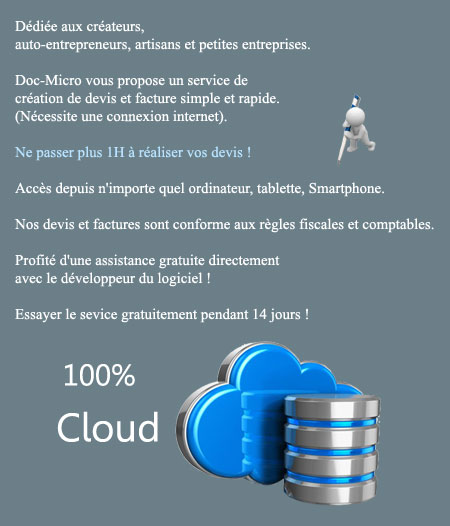 Dédiée aux créateurs,
auto-entrepreneurs, artisans et petites entreprises.
Doc-Micro vous propose un service de
création de devis et facture simple et rapide.
(Nécessite une connexion internet).
Ne passer plus 1H à réaliser vos devis !
Accès depuis n'importe quel ordinateur, tablette, Smartphone.
Nos devis et factures sont conforme aux règles fiscales et comptables.
Profité d'une assistance gratuite directement
avec le développeur du logiciel !
Essayer le sevice gratuitement pendant 14 jours !
100%
Cloud